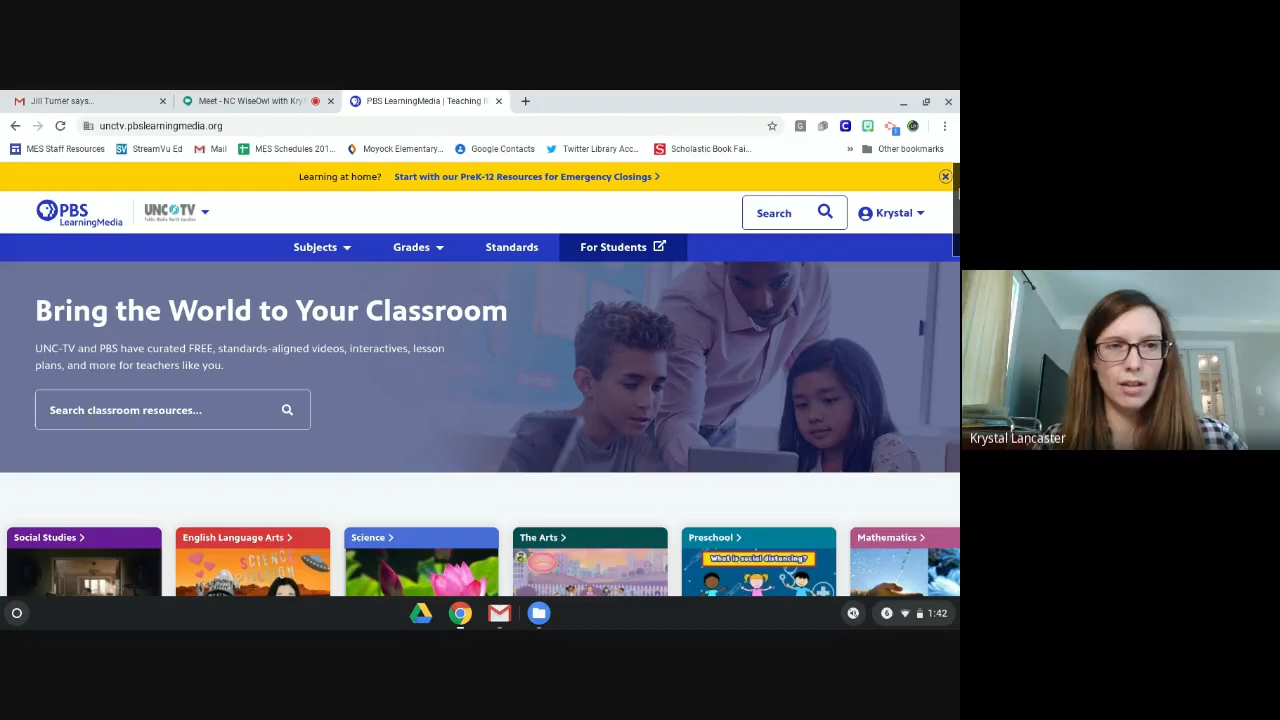 Jill Turner says...
Meet - NC WiseOwl with Krys
PBS LearningMedia | Teaching R
unctv.pbslearningmedia.org
MES Staff Resources
StreamVu Ed
Mail
MES Schedules 201...
Moyock Elementary...
Google Contacts
Twitter Library Acc...
Scholastic Book Fai...
Other bookmarks
Learning at home? Start with our PreK-12 Resources for Emergency Closings
PBS LearningMedia
UNC-TV
Search
Krystal
Subjects
Grades
Standards
For Students
Bring the World to Your Classroom
UNC-TV and PBS have curated FREE, standards-aligned videos, interactives, lesson
plans, and more for teachers like you.
Search classroom resources...
Krystal Lancaster
Social Studies
English Language Arts
Science
The Arts
Preschool
Mathematics
SCIENCE
What is social distancing?
6
1:42